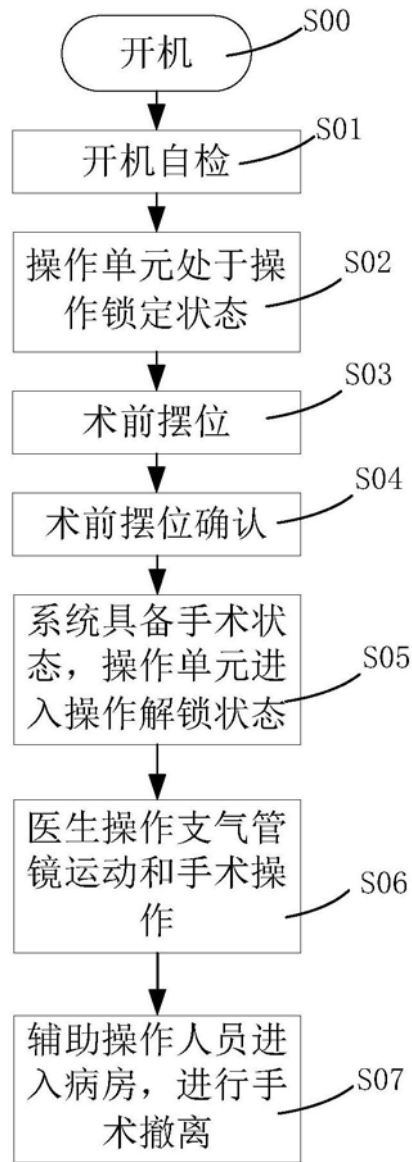 开机
S00
开机自检
S01
操作单元处于操
作锁定状态
S02
术前摆位
S03
术前摆位确认
S04
系统具备手术状
态，操作单元进
入操作解锁状态
S05
医生操作支气管
镜运动和手术操
作
S06
辅助操作人员进
入病房，进行手
术撤离
S07